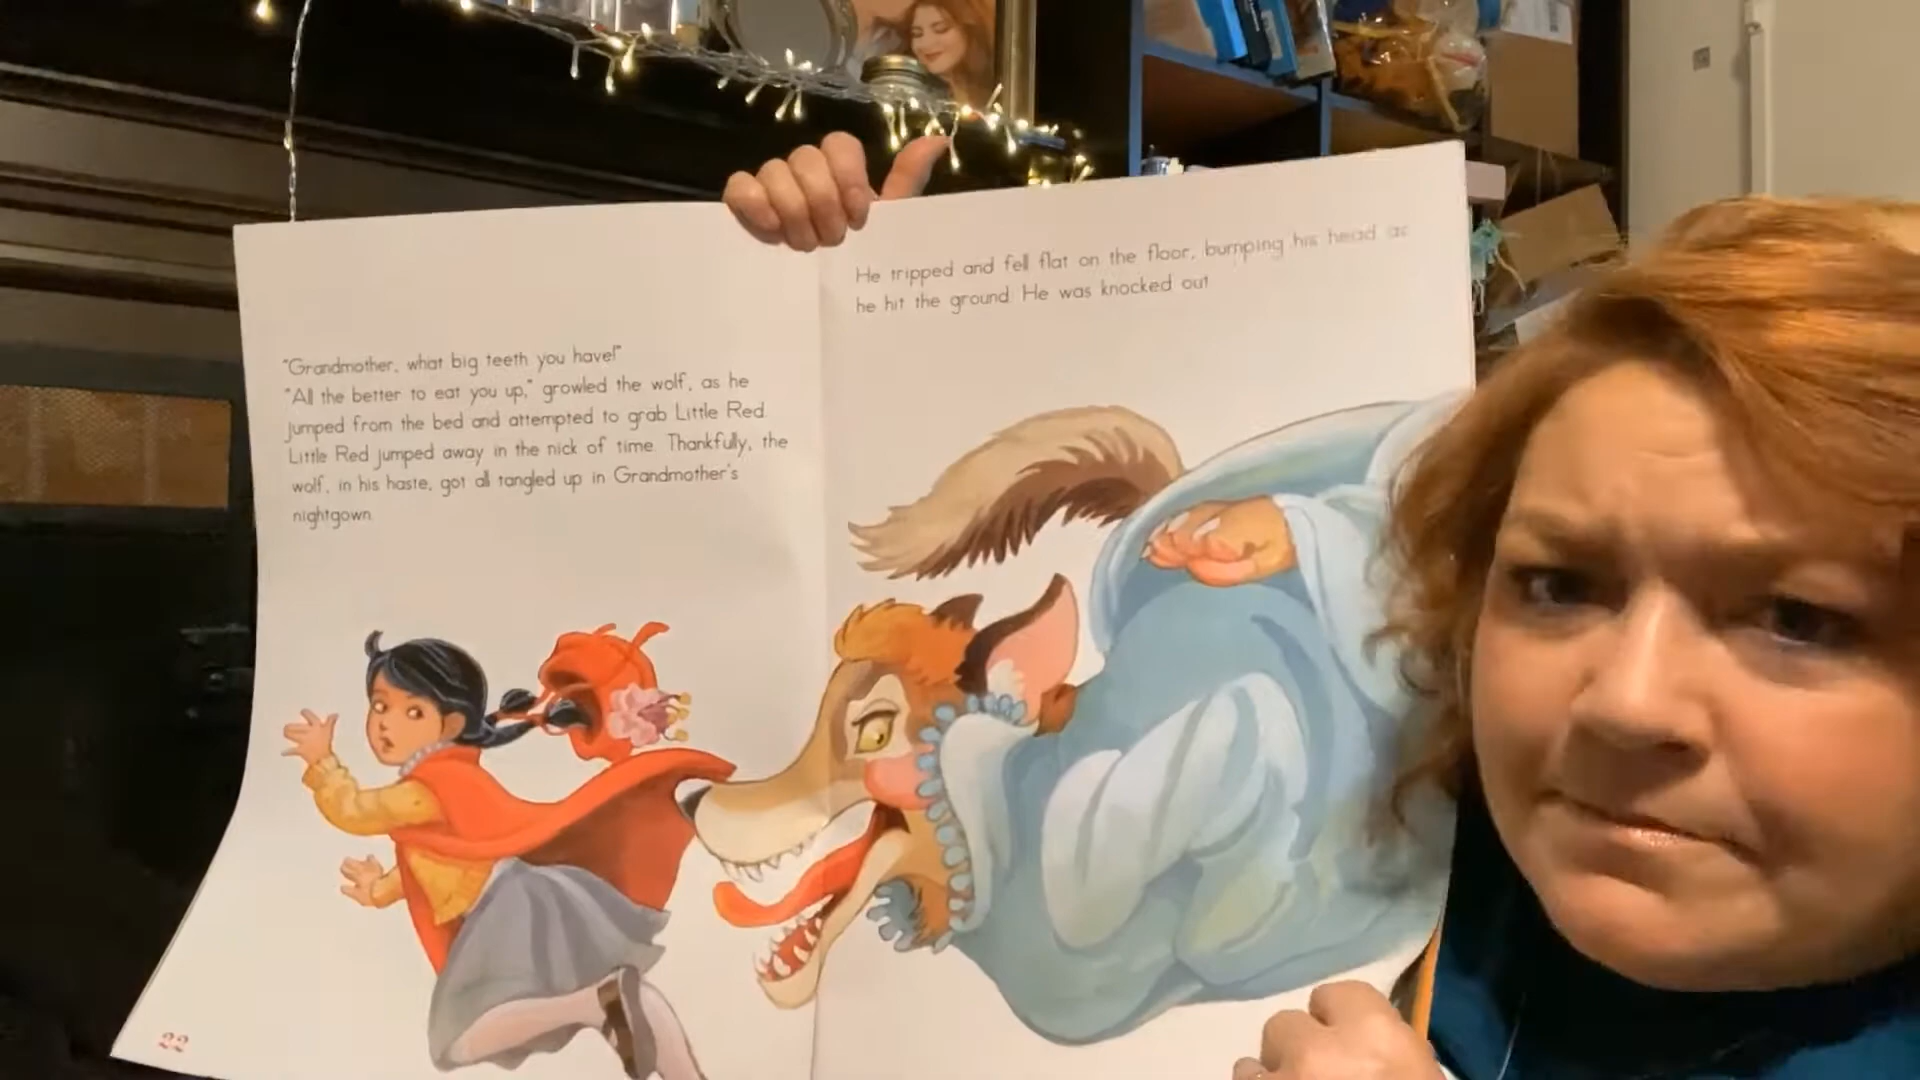 "Grandmother, what big teeth you have!"
"All the better to eat you up," growled the wolf, as he
jumped from the bed and attempted to grab Little Red.
Little Red jumped away in the nick of time. Thankfully, the
wolf, in his haste, got all tangled up in Grandmother's
nightgown.
He tripped and fell flat on the floor, bumping his head as
he hit the ground. He was knocked out.
22